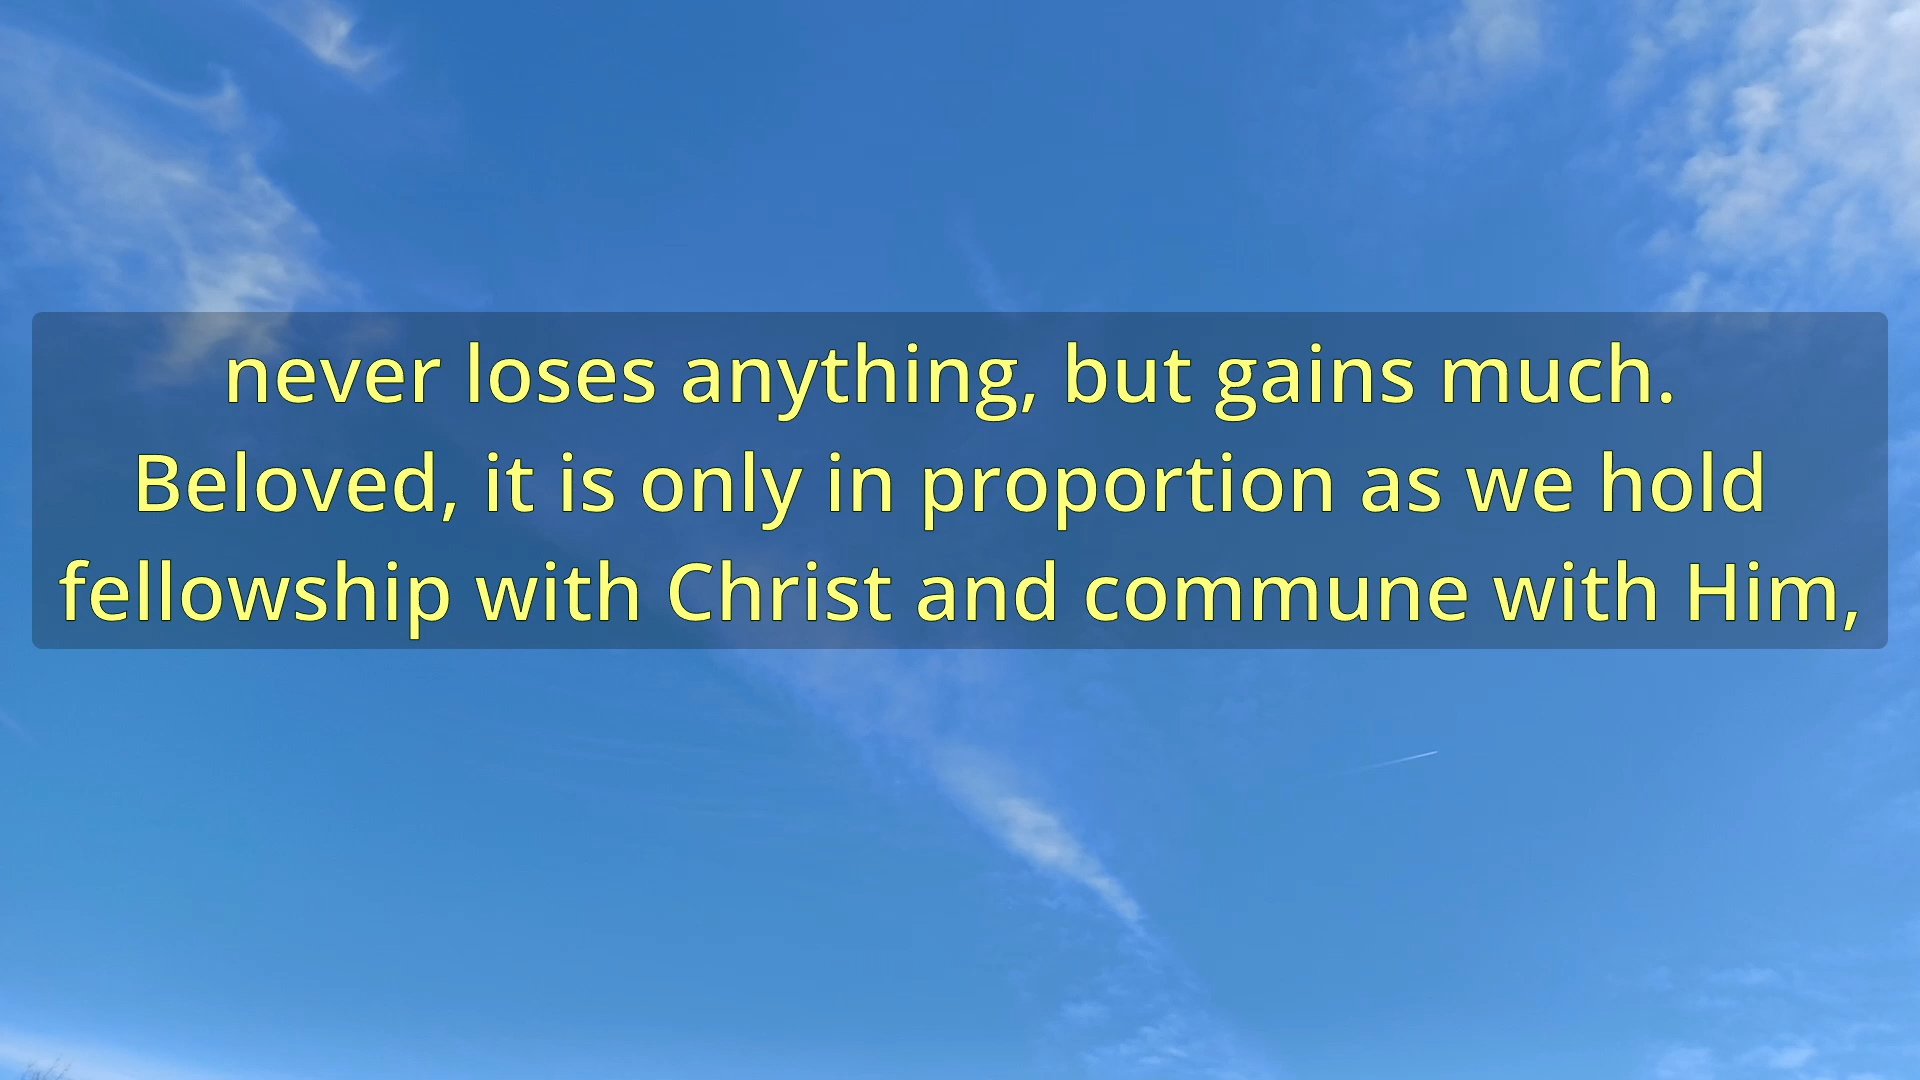 never loses anything, but gains much.
Beloved, it is only in proportion as we hold
fellowship with Christ and commune with Him,